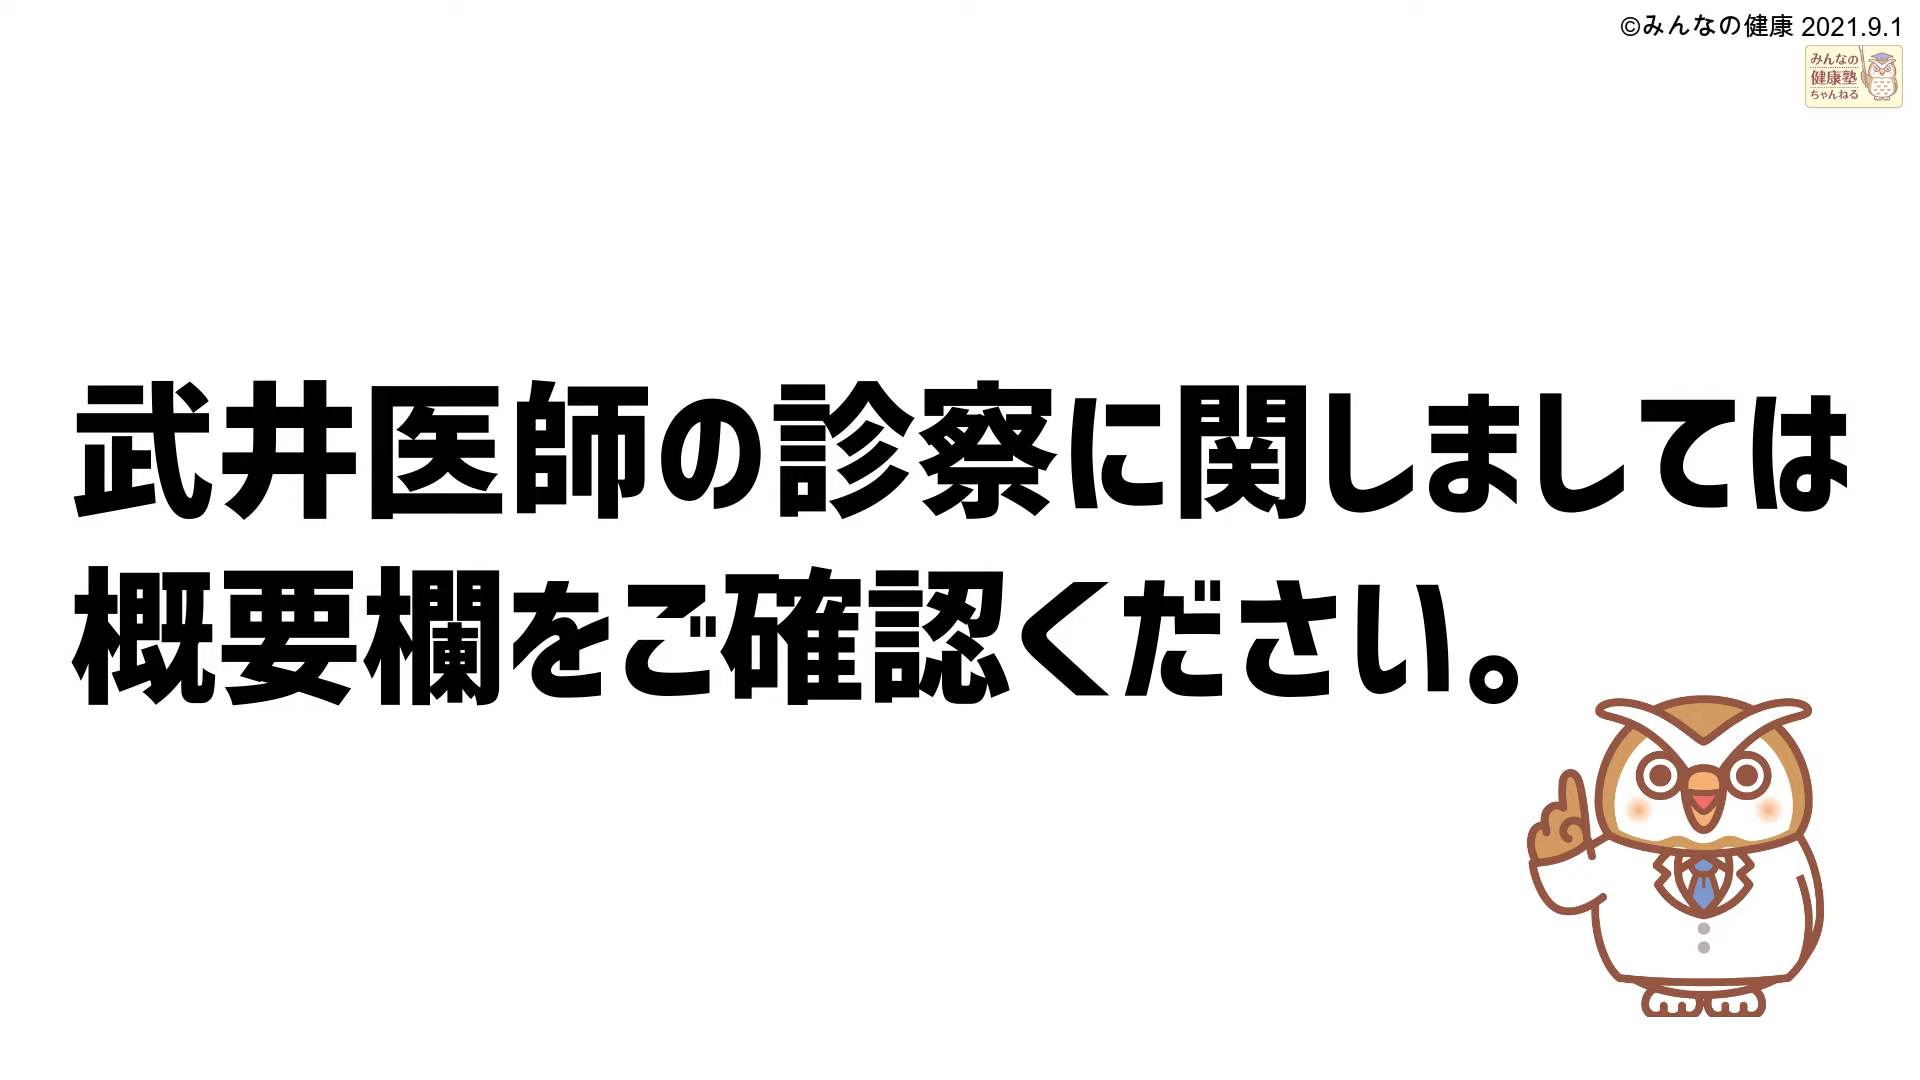 ©みんなの健康 2021.9.1
みんなの
健康塾
ちゃんねる
武井医師の診察に関しましては
概要欄をご確認ください。